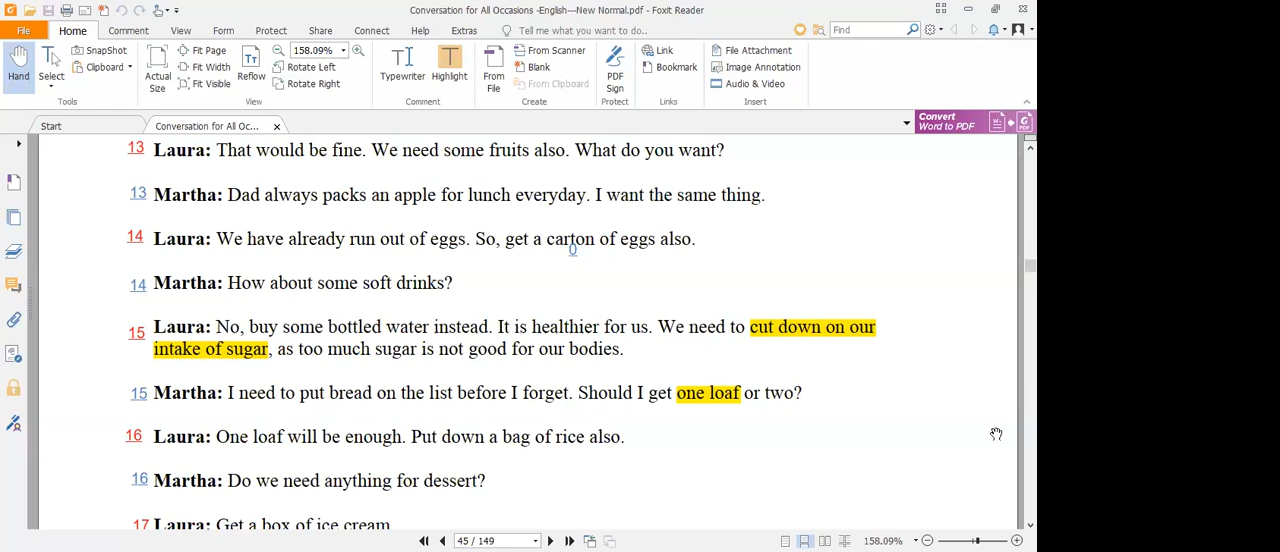 Conversation for All Occasions -English---New Normal.pdf - Foxit Reader
File Home Comment View Form Protect Share Connect Help Extras Tell me what you want to do.. Find
Hand
Select
SnapShot
Clipboard
Tools
Actual Size
Fit Page
Fit Width
Fit Visible
Reflow
158.09%
Rotate Left
Rotate Right
View
Typewriter
Highlight
Comment
From File
From Scanner
Blank
From Clipboard
Create
PDF Sign
Protect
Link
Bookmark
Links
File Attachment
Image Annotation
Audio & Video
Insert
Start
Conversation for All Oc...
Convert
Word to PDF
13 Laura: That would be fine. We need some fruits also. What do you want?
13 Martha: Dad always packs an apple for lunch everyday. I want the same thing.
14 Laura: We have already run out of eggs. So, get a carton of eggs also.
0
14 Martha: How about some soft drinks?
15 Laura: No, buy some bottled water instead. It is healthier for us. We need to cut down on our
intake of sugar, as too much sugar is not good for our bodies.
15 Martha: I need to put bread on the list before I forget. Should I get one loaf or two?
16 Laura: One loaf will be enough. Put down a bag of rice also.
16 Martha: Do we need anything for dessert?
17 Laura: Get a box of ice cream
45 / 149
158.09%